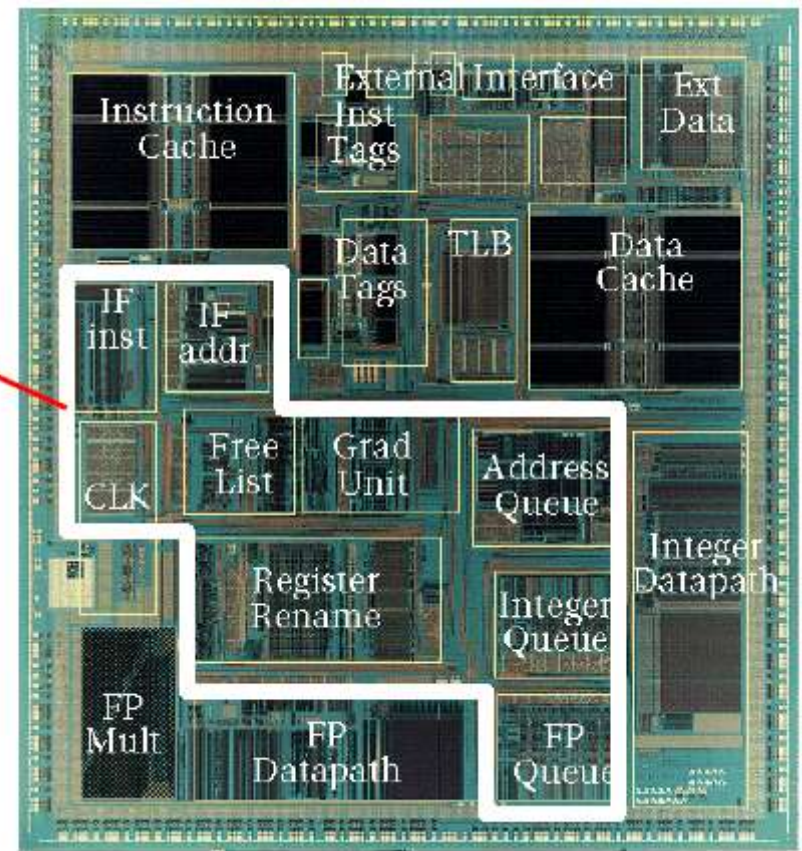 External Interface
Instruction
Cache
Inst
Tags
Ext
Data
Data
Tags
TLB
Data
Cache
IF
inst
IF
addr
CLK
Free
List
Grad
Unit
Address
Queue
Integer
Datapath
Register
Rename
Integer
Queue
FP
Mult
FP
Datapath
FP
Queue